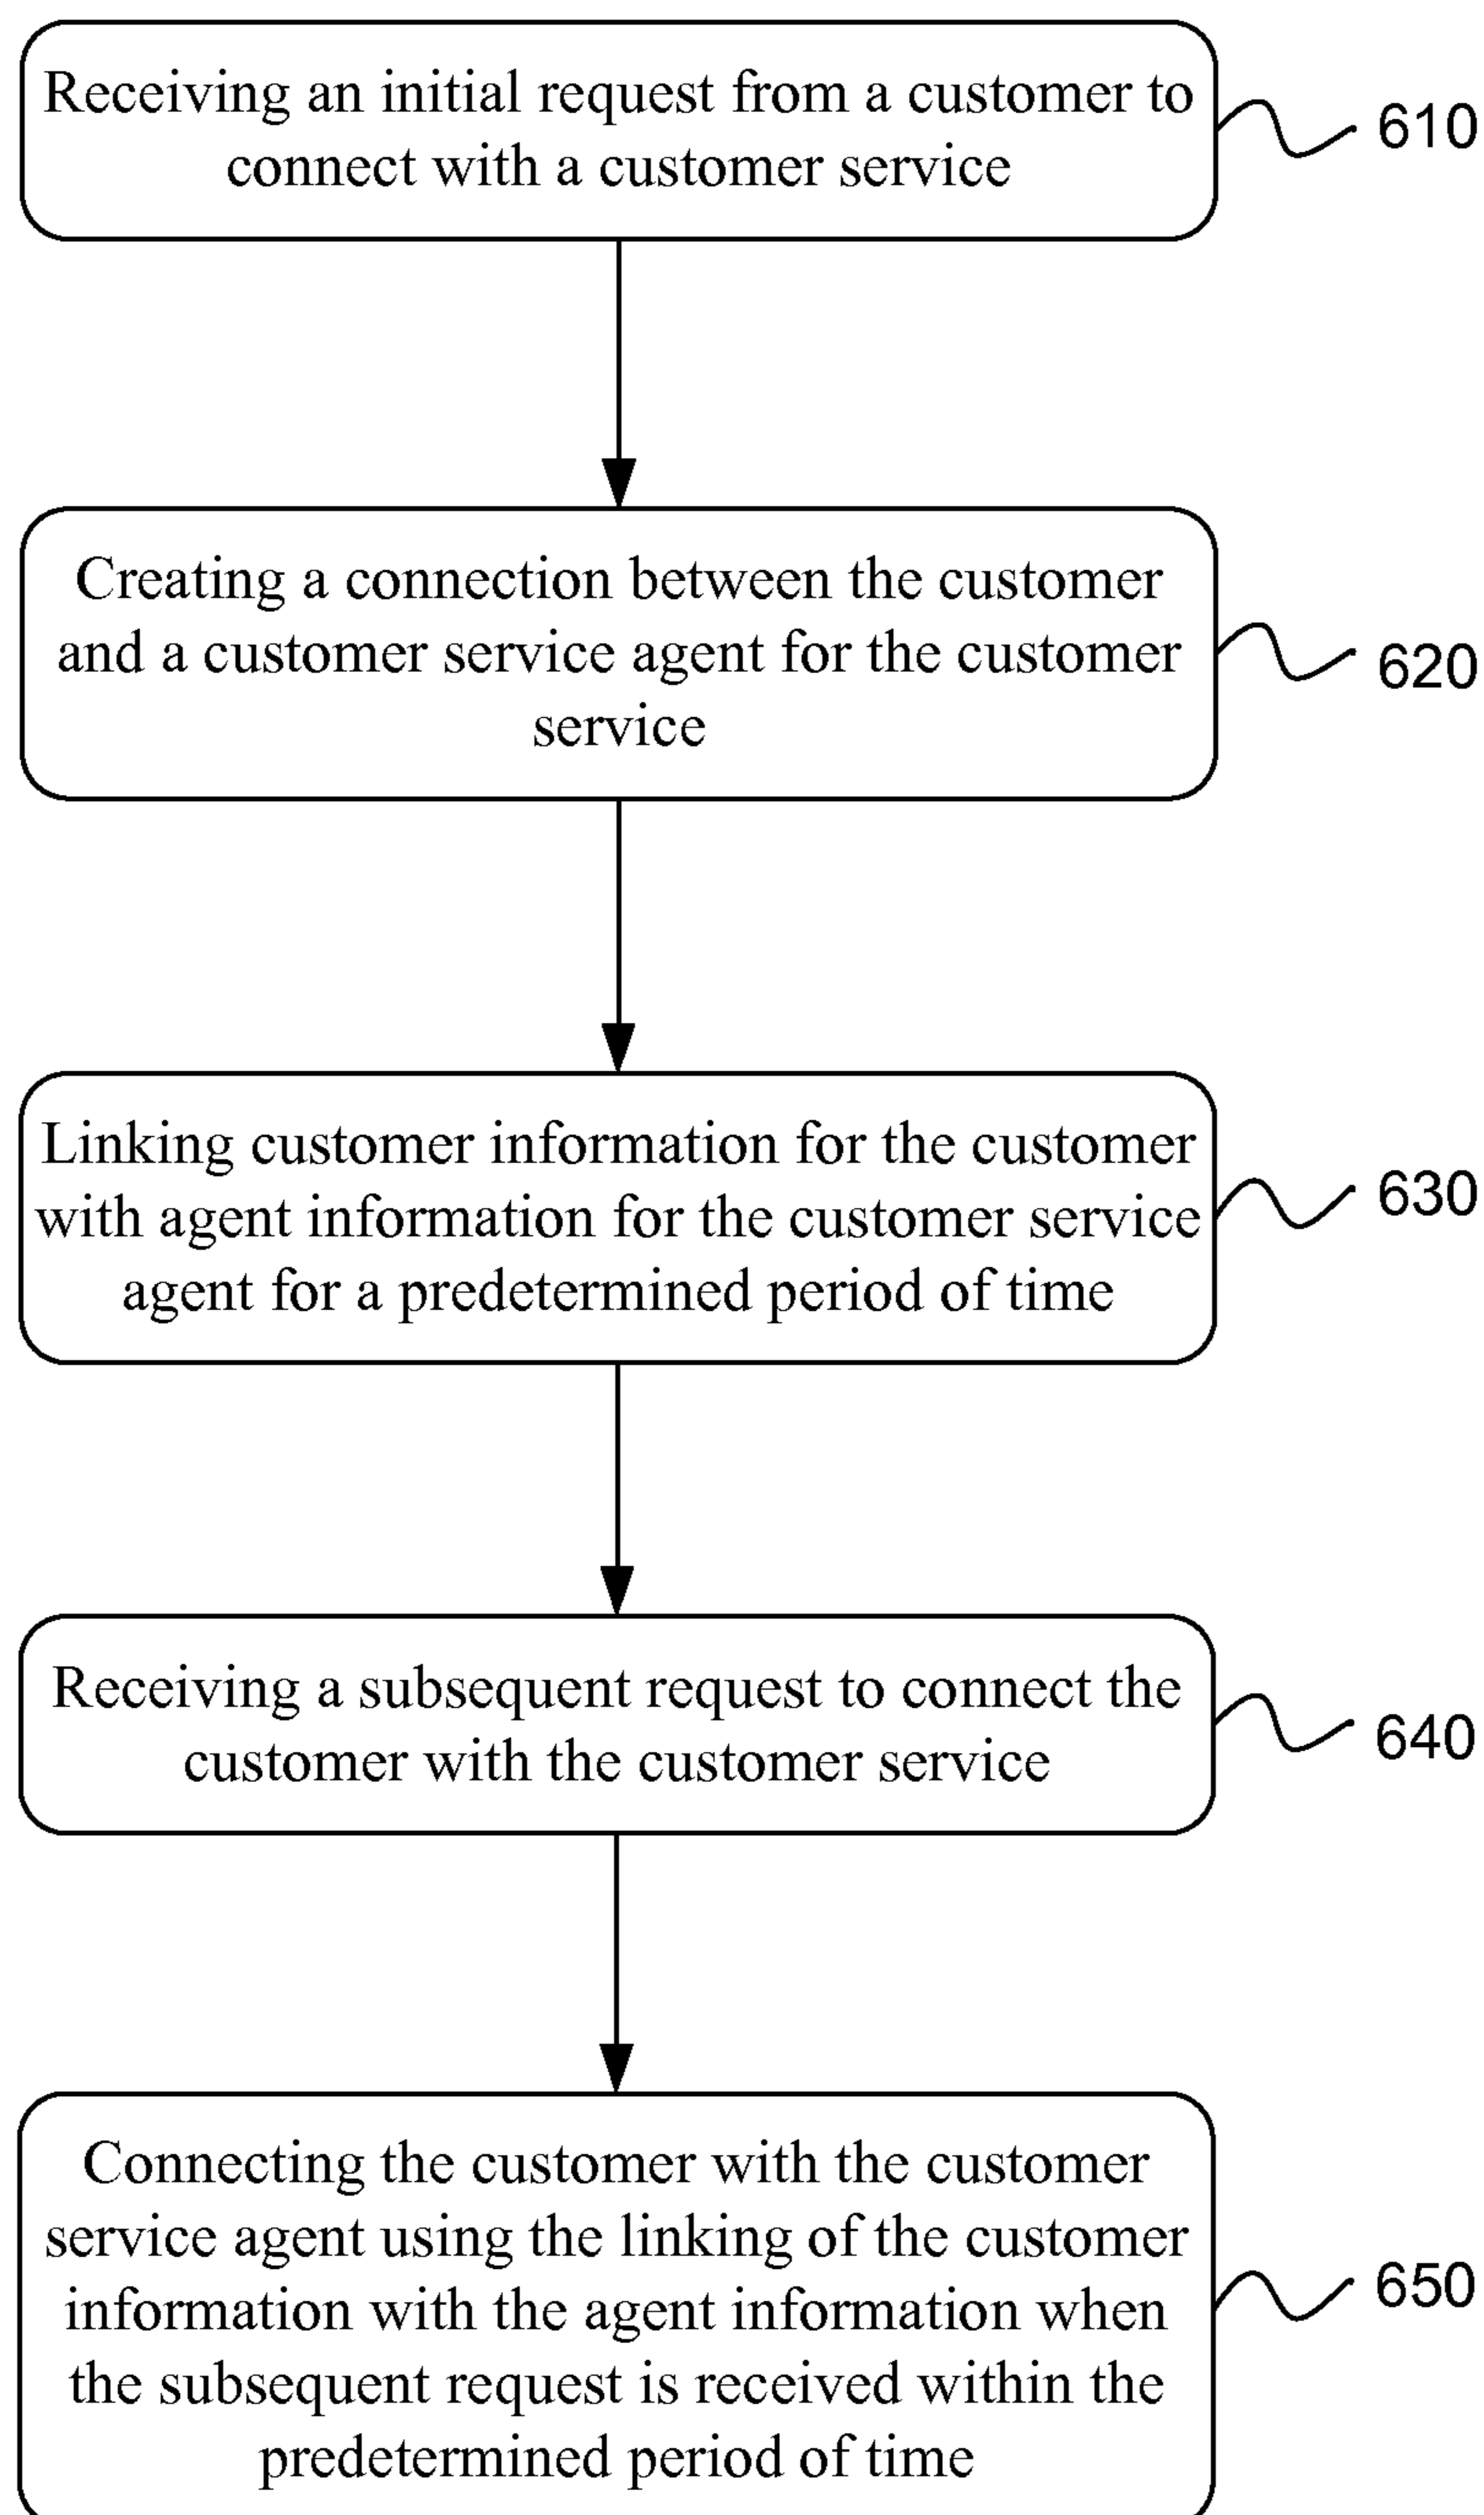 Receiving an initial request from a customer to
connect with a customer service
610
Creating a connection between the customer
and a customer service agent for the customer
service
620
Linking customer information for the customer
with agent information for the customer service
agent for a predetermined period of time
630
Receiving a subsequent request to connect the
customer with the customer service
640
Connecting the customer with the customer
service agent using the linking of the customer
information with the agent information when
the subsequent request is received within the
predetermined period of time
650